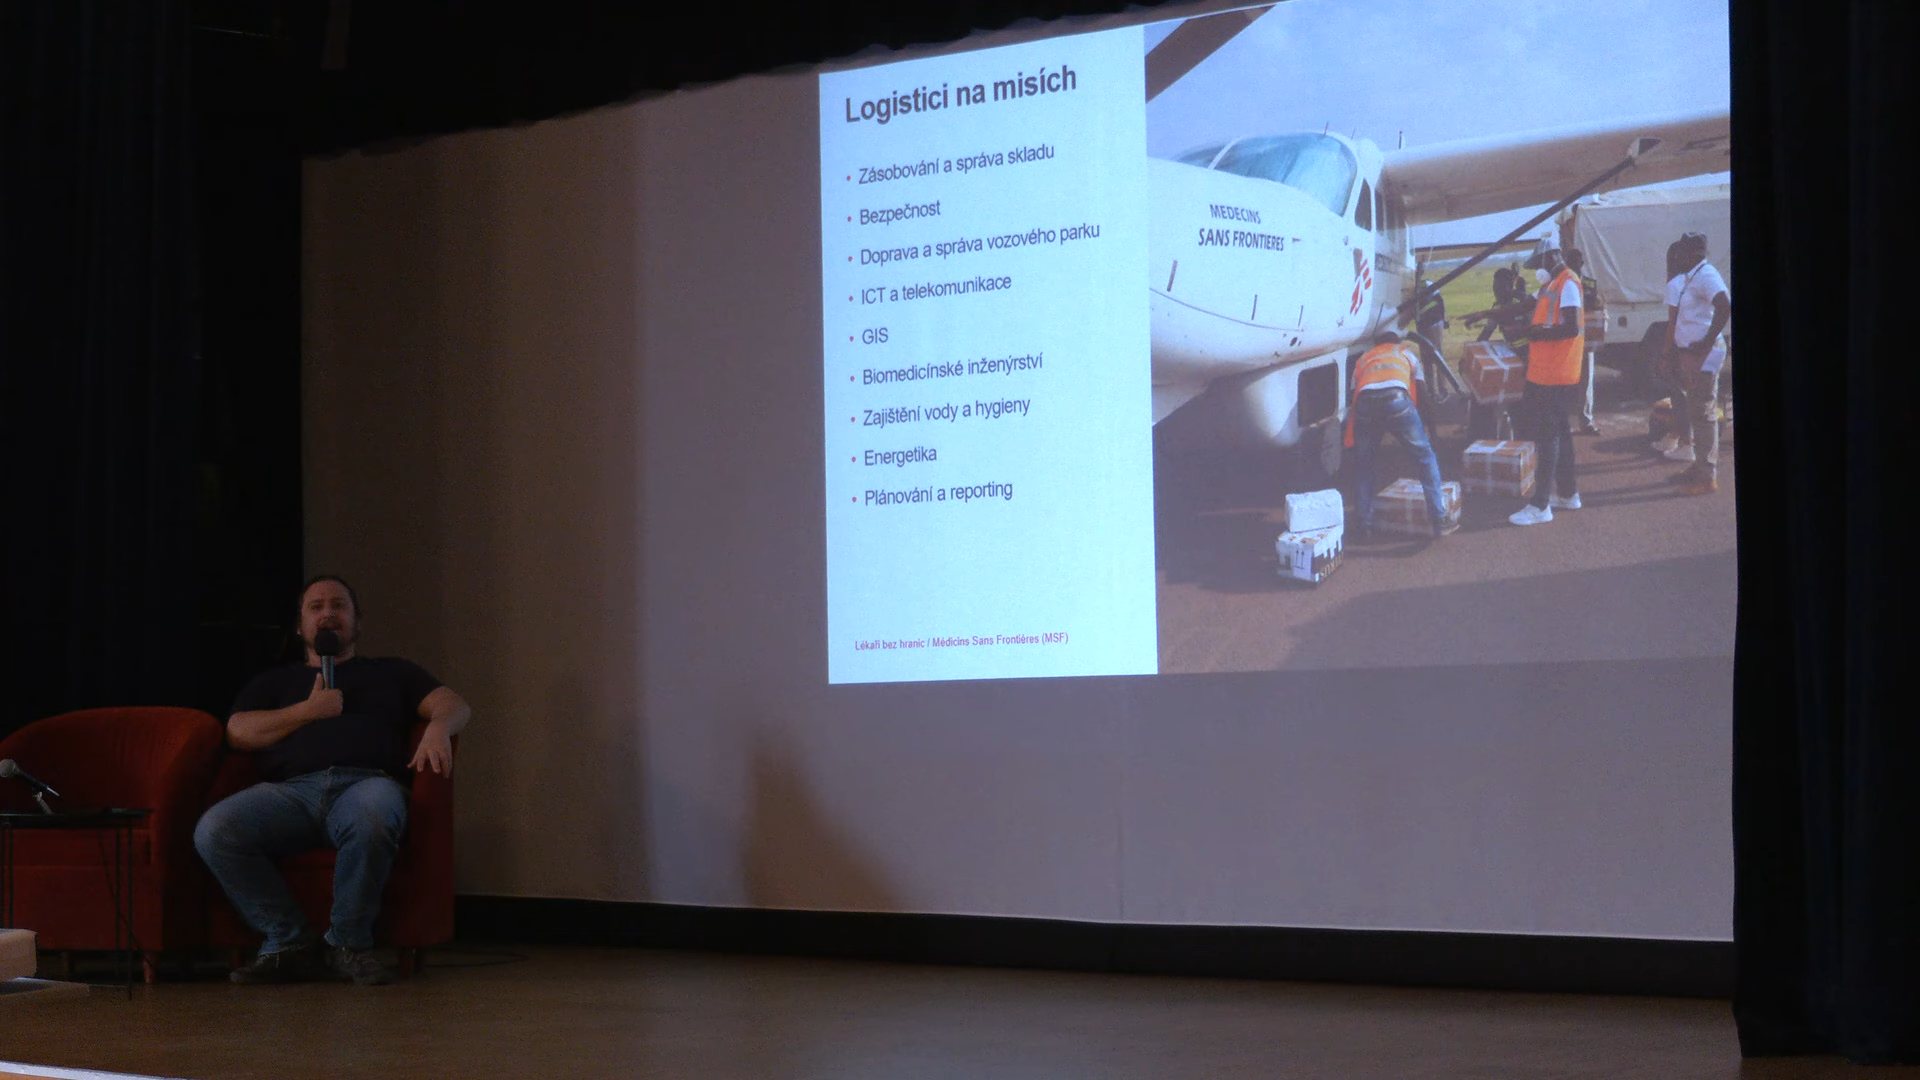 Logistici na misích
• Zásobování a správa skladu
• Bezpečnost
• Doprava a správa vozového parku
• ICT a telekomunikace
• GIS
• Biomedicínské inženýrství
• Zajištění vody a hygieny
• Energetika
• Plánování a reporting
Lékaři bez hranic / Médicins Sans Frontières (MSF)
MEDECINS
SANS FRONTIERES